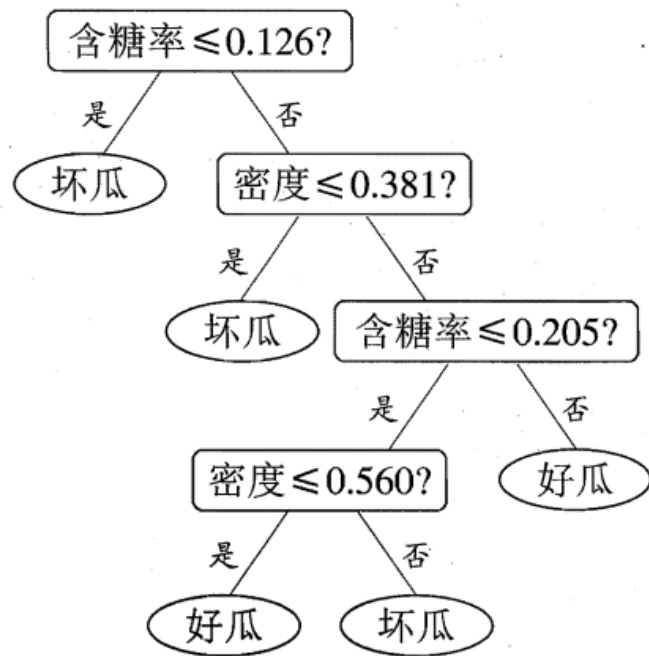 含糖率≤0.126?
是 否
坏瓜 密度≤0.381?
是 否
坏瓜 含糖率≤0.205?
是 否
密度≤0.560? 好瓜
是 否
好瓜 坏瓜